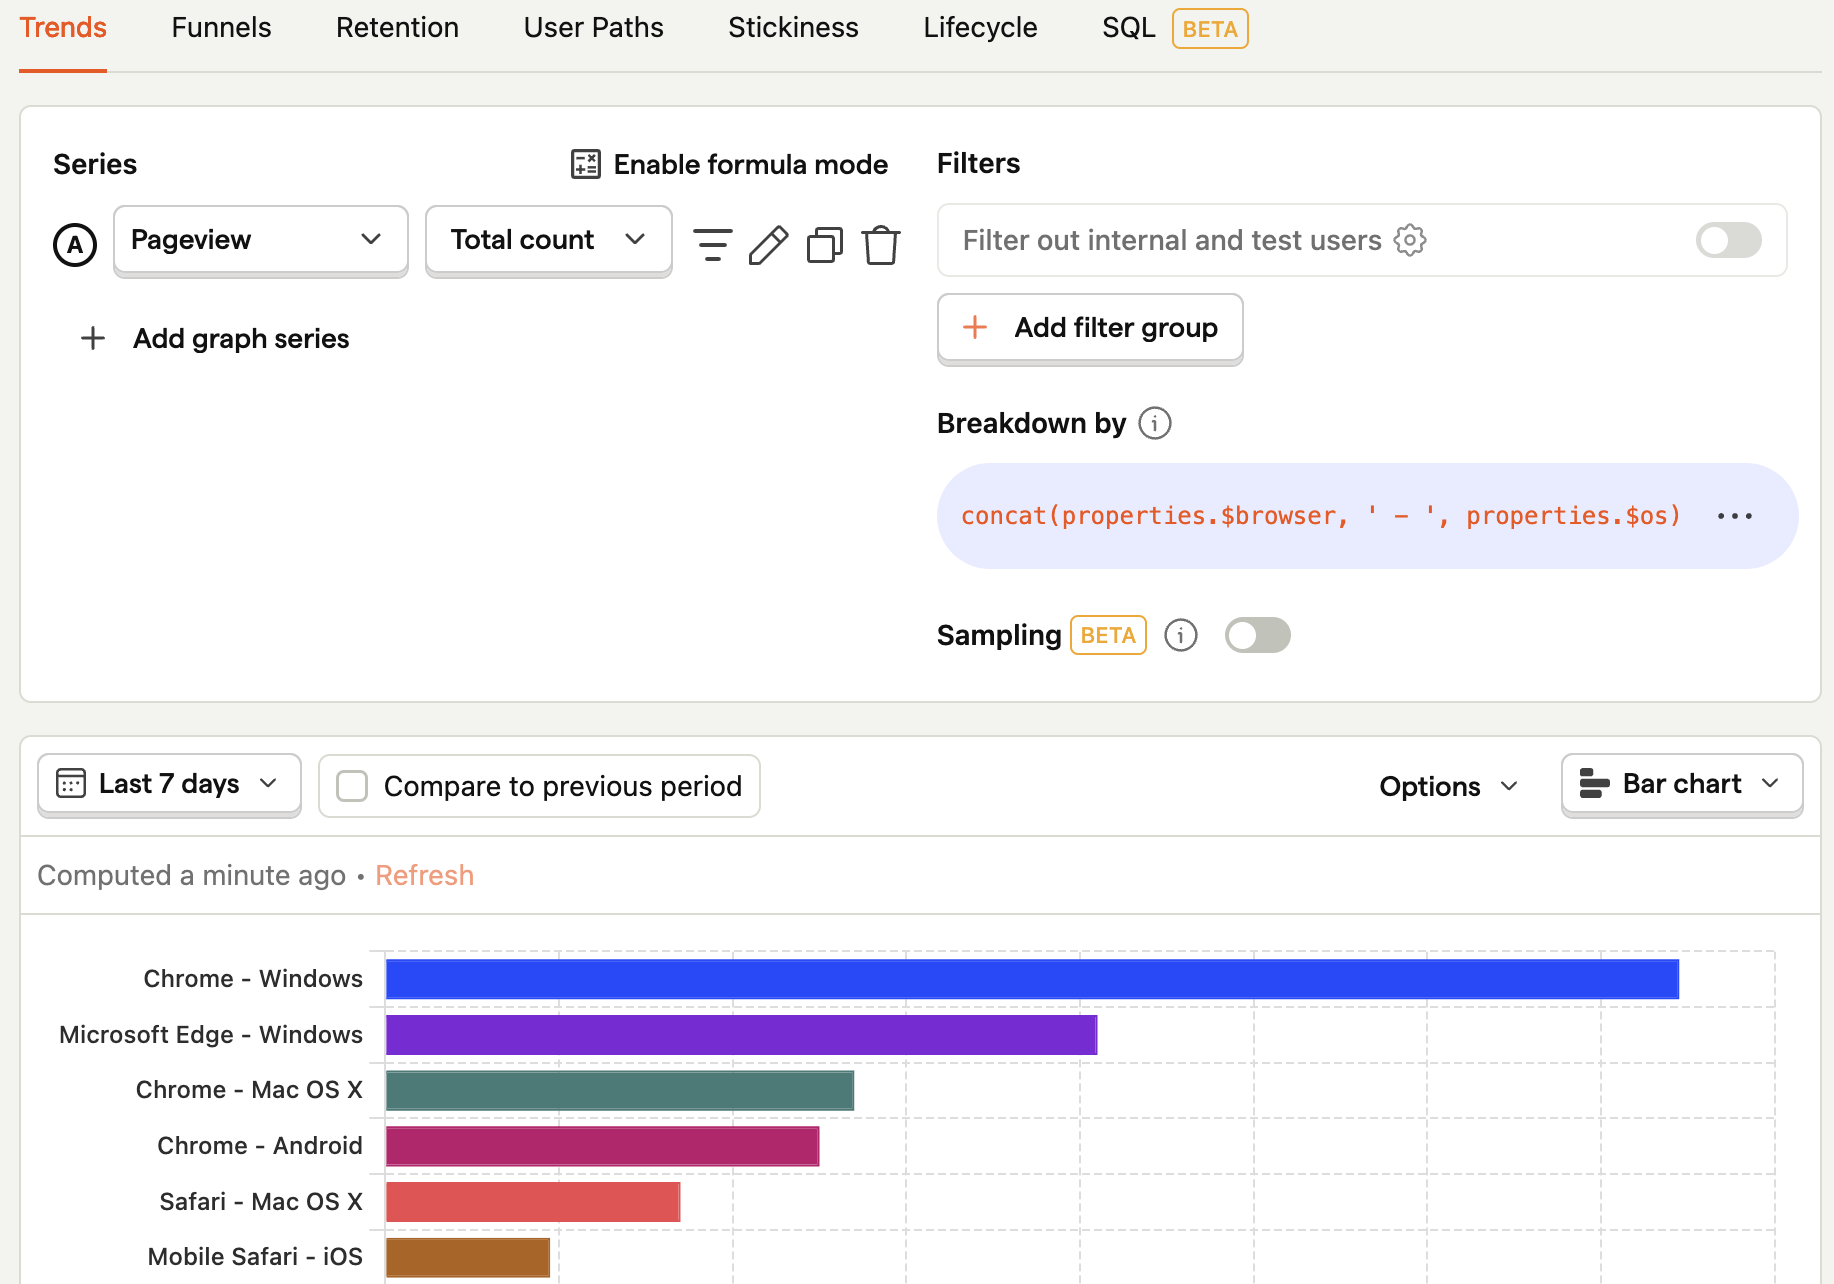 Trends Funnels Retention User Paths Stickiness Lifecycle SQL BETA
Series
Enable formula mode
A Pageview Total count
Add graph series
Filters
Filter out internal and test users
Add filter group
Breakdown by
concat(properties.$browser, ' - ', properties.$os)
Sampling BETA
Last 7 days Compare to previous period Options Bar chart
Computed a minute ago • Refresh
Chrome - Windows
Microsoft Edge - Windows
Chrome - Mac OS X
Chrome - Android
Safari - Mac OS X
Mobile Safari - iOS